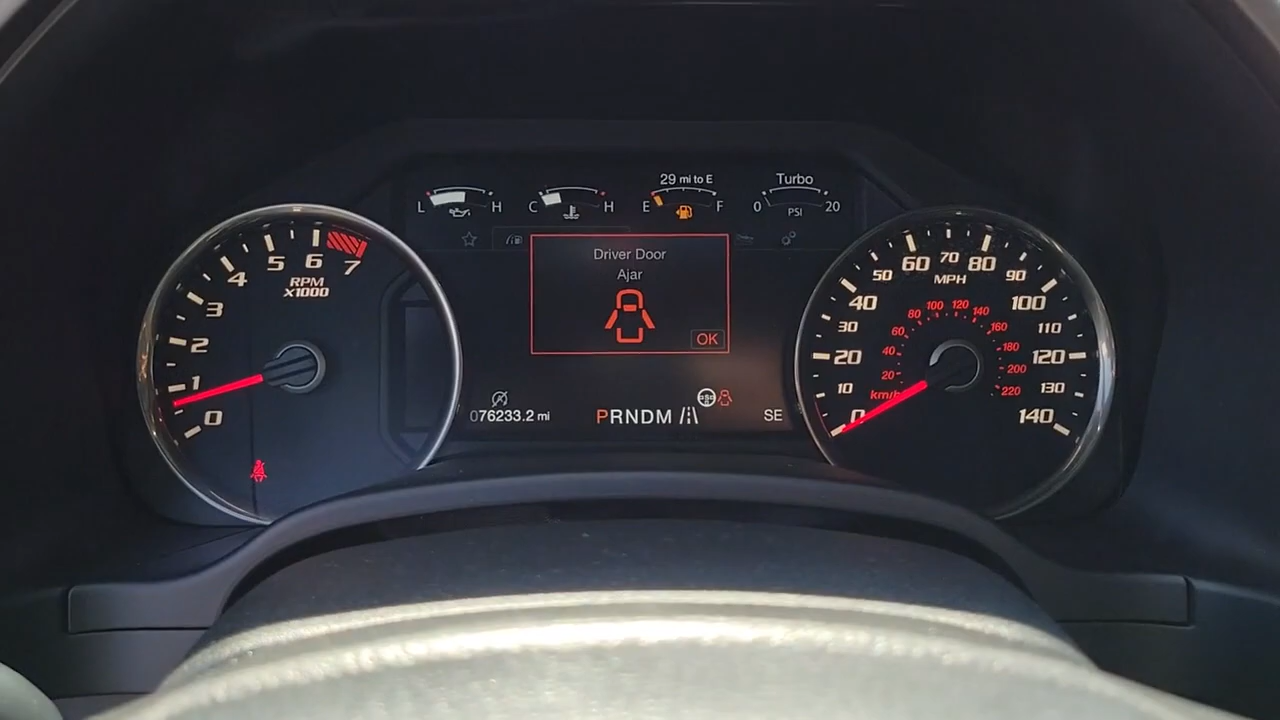 29 mi to E
Turbo
L H
C H
E F
0 PSI 20
Driver Door
Ajar
OK
076233.2 mi
PRNDM
SE
0 1 2 3 4 5 6 7
RPM
X1000
0 10 20 30 40 50 60 70 80 90 100 110 120 130 140
MPH
20 40 60 80 100 120 140 160 180 200 220
km/h